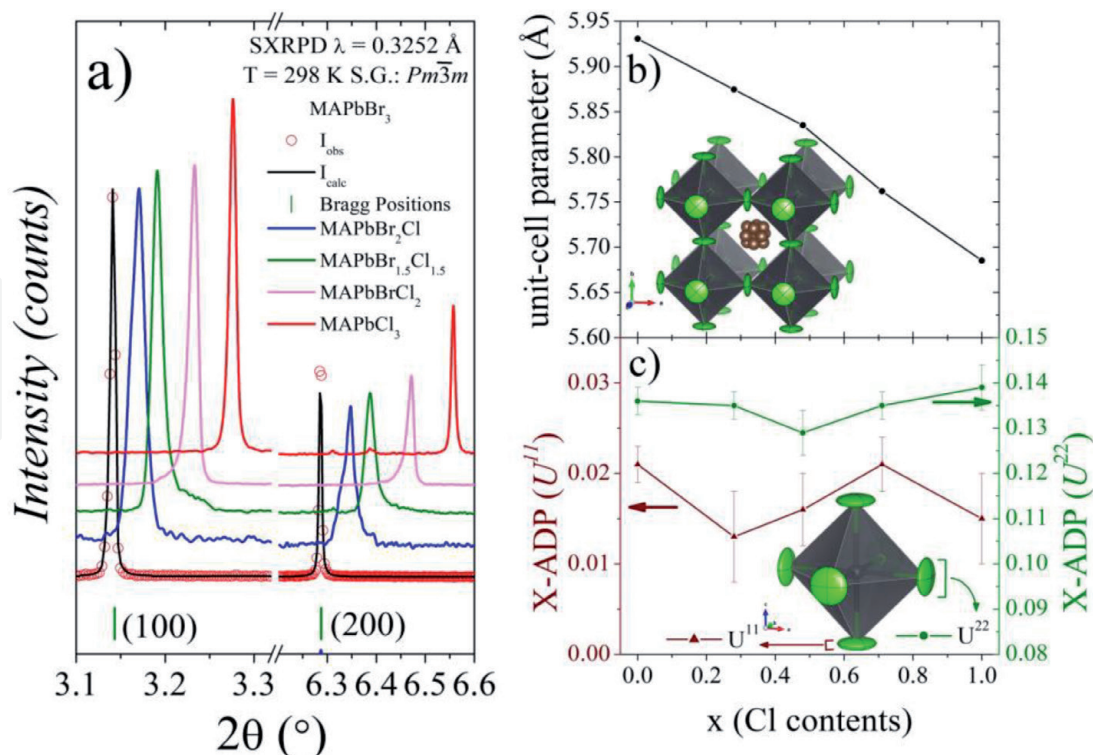 a)
SXRPD λ = 0.3252 Å
T = 298 K S.G.: Pm3̅m
MAPbBr₃
I_obs
I_calc
Bragg Positions
MAPbBr₂Cl
MAPbBr₁.₅Cl₁.₅
MAPbBrCl₂
MAPbCl₃
Intensity (counts)
(100)
(200)
3.1 3.2 3.3 6.3 6.4 6.5 6.6
2θ (°)
b)
unit-cell parameter (Å)
5.95
5.90
5.85
5.80
5.75
5.70
5.65
5.60
c)
X-ADP (U¹¹)
0.03
0.02
0.01
0.00
0.15
0.14
0.13
0.12
0.11
0.10
0.09
0.08
X-ADP (U²²)
U¹¹
U²²
0.0 0.2 0.4 0.6 0.8 1.0
x (Cl contents)